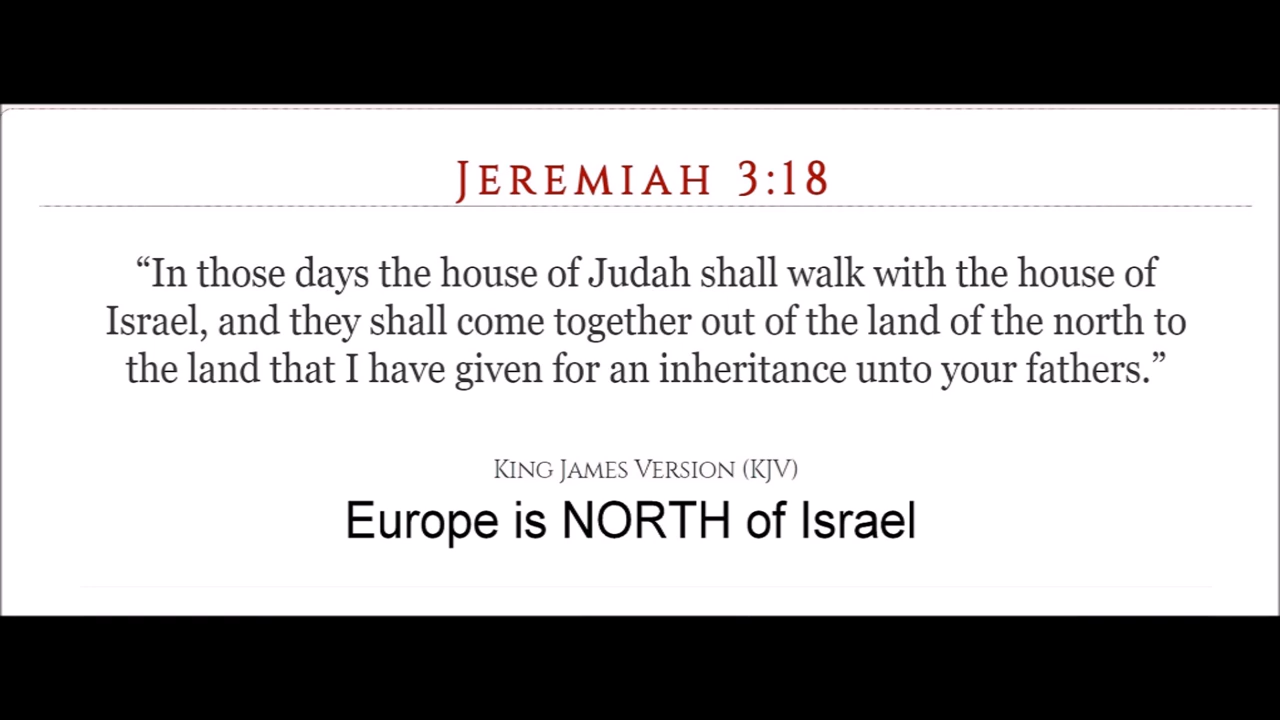 JEREMIAH 3:18
“In those days the house of Judah shall walk with the house of
Israel, and they shall come together out of the land of the north to
the land that I have given for an inheritance unto your fathers.”
KING JAMES VERSION (KJV)
Europe is NORTH of Israel